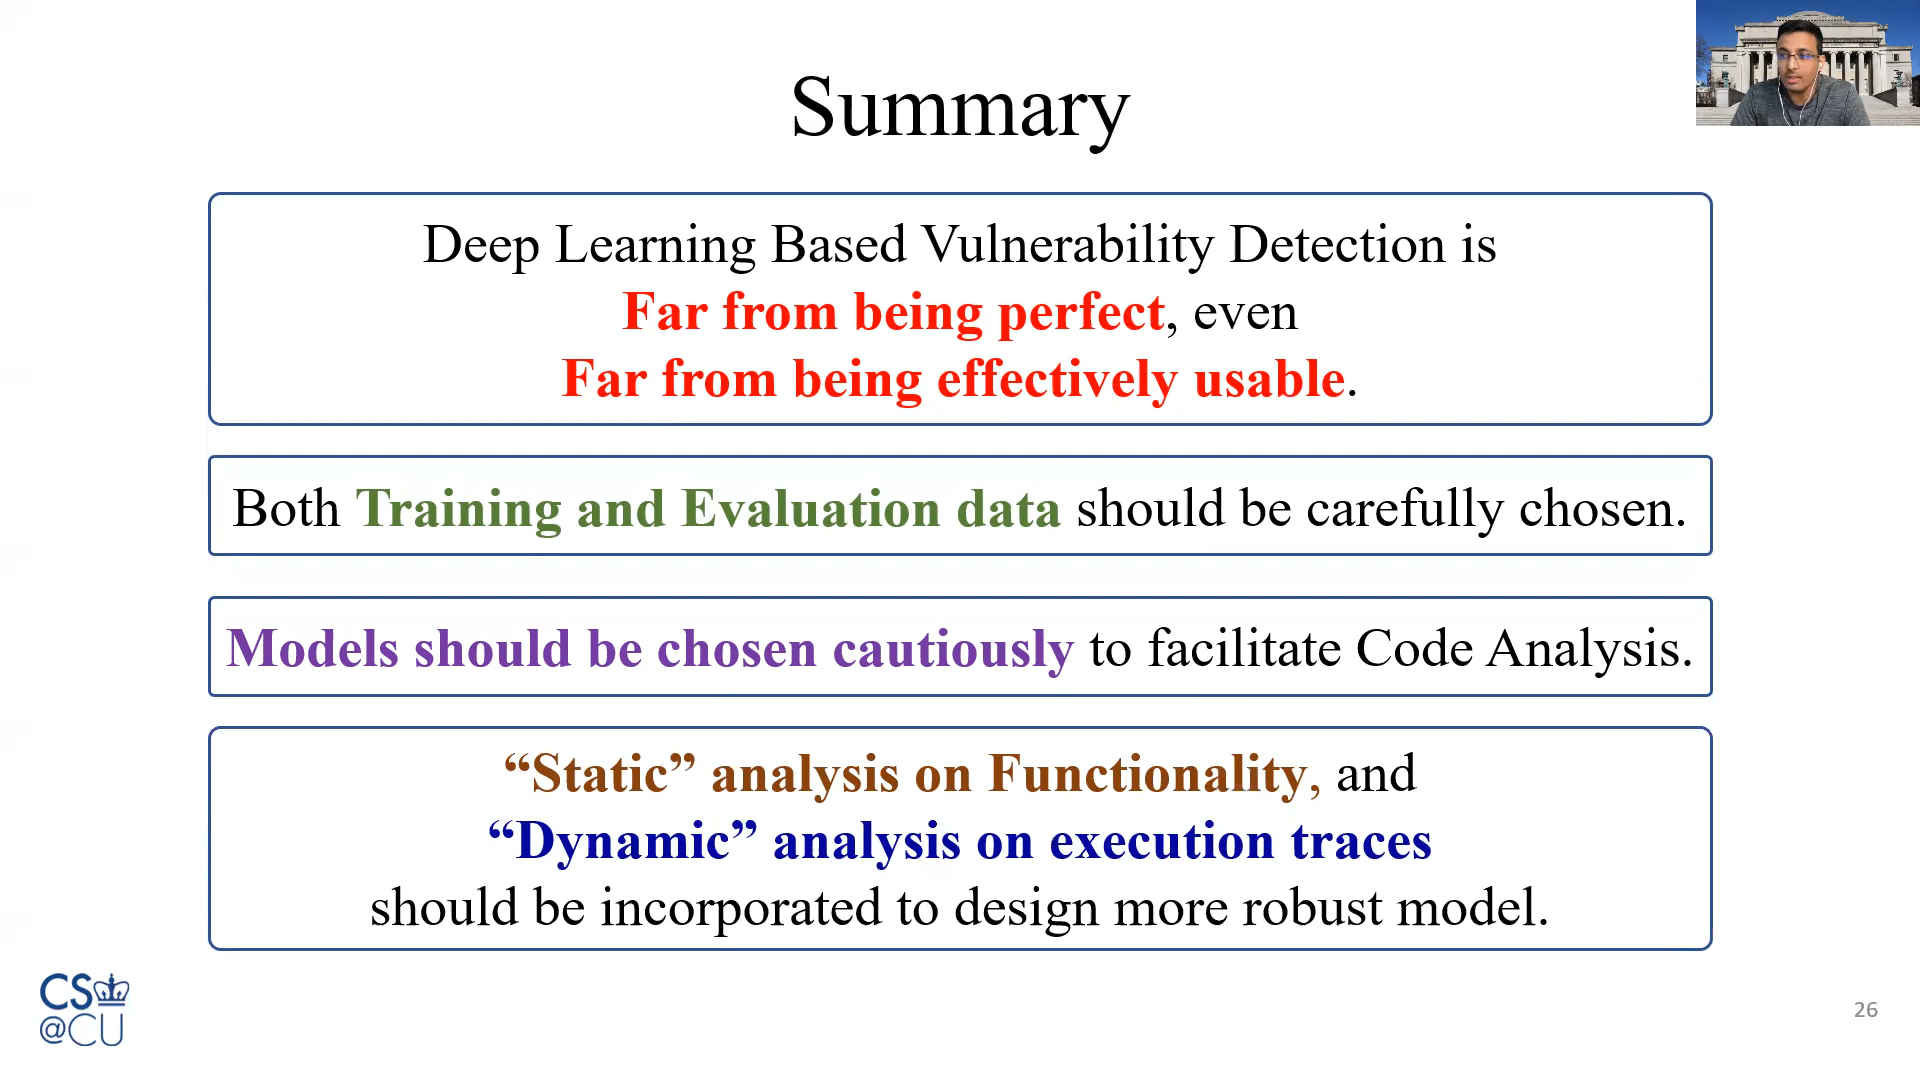 Summary
Deep Learning Based Vulnerability Detection is
Far from being perfect, even
Far from being effectively usable.
Both Training and Evaluation data should be carefully chosen.
Models should be chosen cautiously to facilitate Code Analysis.
“Static” analysis on Functionality, and
“Dynamic” analysis on execution traces
should be incorporated to design more robust model.
CS
@CU
26